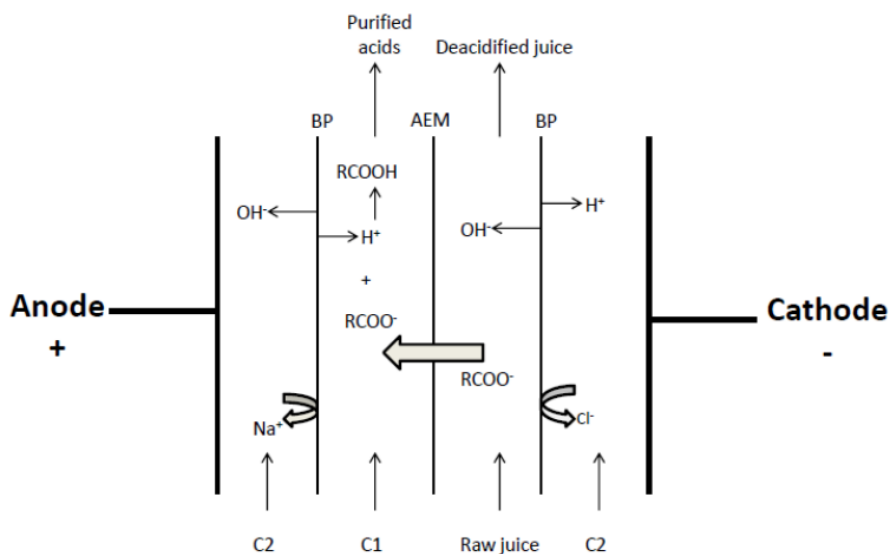 Purified
acids
Deacidified juice
BP
AEM
BP
RCOOH
OH⁻
H⁺
OH⁻
H⁺
+
Anode
+
Cathode
-
RCOO⁻
RCOO⁻
Na⁺
Cl⁻
C2
C1
Raw juice
C2